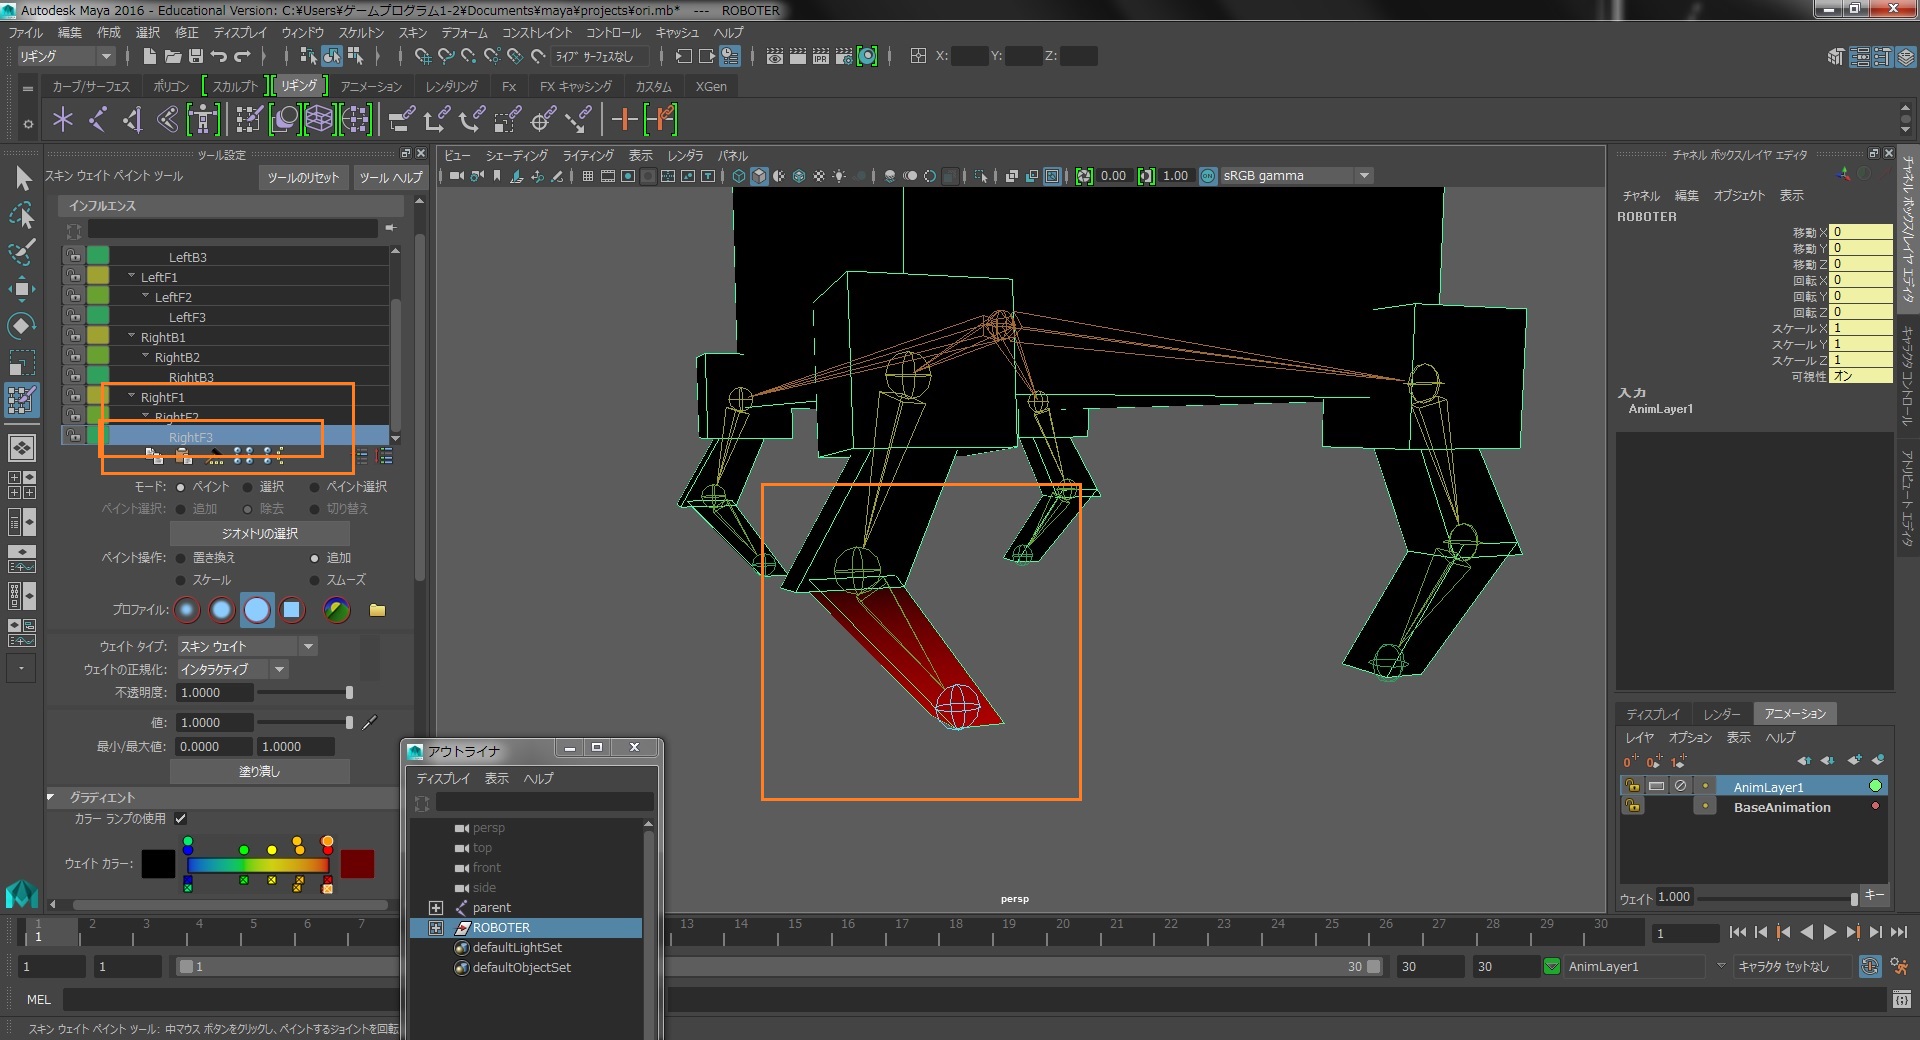 Autodesk Maya 2016 - Educational Version: C:¥Users¥ゲームプログラム1-2¥Documents¥maya¥projects¥ori.mb* --- ROBOTER
ファイル 編集 作成 選択 修正 ディスプレイ ウィンドウ スケルトン スキン デフォーム コンストレイント コントロール キャッシュ ヘルプ
リギング ライブ サーフェスなし X: Y: Z:
カーブ/サーフェス ポリゴン スカルプト リギング アニメーション レンダリング Fx FX キャッシング カスタム XGen
ツール設定
スキン ウェイト ペイント ツール ツールのリセット ツール ヘルプ
インフルエンス
LeftB3
LeftF1
LeftF2
LeftF3
RightB1
RightB2
RightB3
RightF1
RightF2
RightF3
モード: ペイント 選択 ペイント選択
ペイント選択: 追加 除去 切り替え
ジオメトリの選択
ペイント操作: 置き換え 追加
スケール スムーズ
プロファイル:
ウェイト タイプ: スキン ウェイト
ウェイトの正規化: インタラクティブ
不透明度: 1.0000
値: 1.0000
最小/最大値: 0.0000 1.0000
塗り潰し
グラディエント
カラー ランプの使用
ウェイト カラー:
ビュー シェーディング ライティング 表示 レンダラ パネル
0.00 1.00 ON sRGB gamma
persp
アウトライナ
ディスプレイ 表示 ヘルプ
persp
top
front
side
parent
ROBOTER
defaultLightSet
defaultObjectSet
チャネル ボックス/レイヤ エディタ
チャネル 編集 オブジェクト 表示
ROBOTER
移動 X 0
移動 Y 0
移動 Z 0
回転 X 0
回転 Y 0
回転 Z 0
スケール X 1
スケール Y 1
スケール Z 1
可視性 オン
入力
AnimLayer1
チャネル ボックス/レイヤ エディタ
キャラクタ コントロール
アトリビュート エディタ
ディスプレイ レンダー アニメーション
レイヤ オプション 表示 ヘルプ
AnimLayer1
BaseAnimation
ウェイト 1.000 キー
1 2 3 4 5 6 7 13 14 15 16 17 18 19 20 21 22 23 24 25 26 27 28 29 30
1 1
1 1 1 30 30 30 AnimLayer1 キャラクタ セットなし
MEL
スキン ウェイト ペイント ツール: 中マウス ボタンをクリックし、ペイントするジョイントを回転